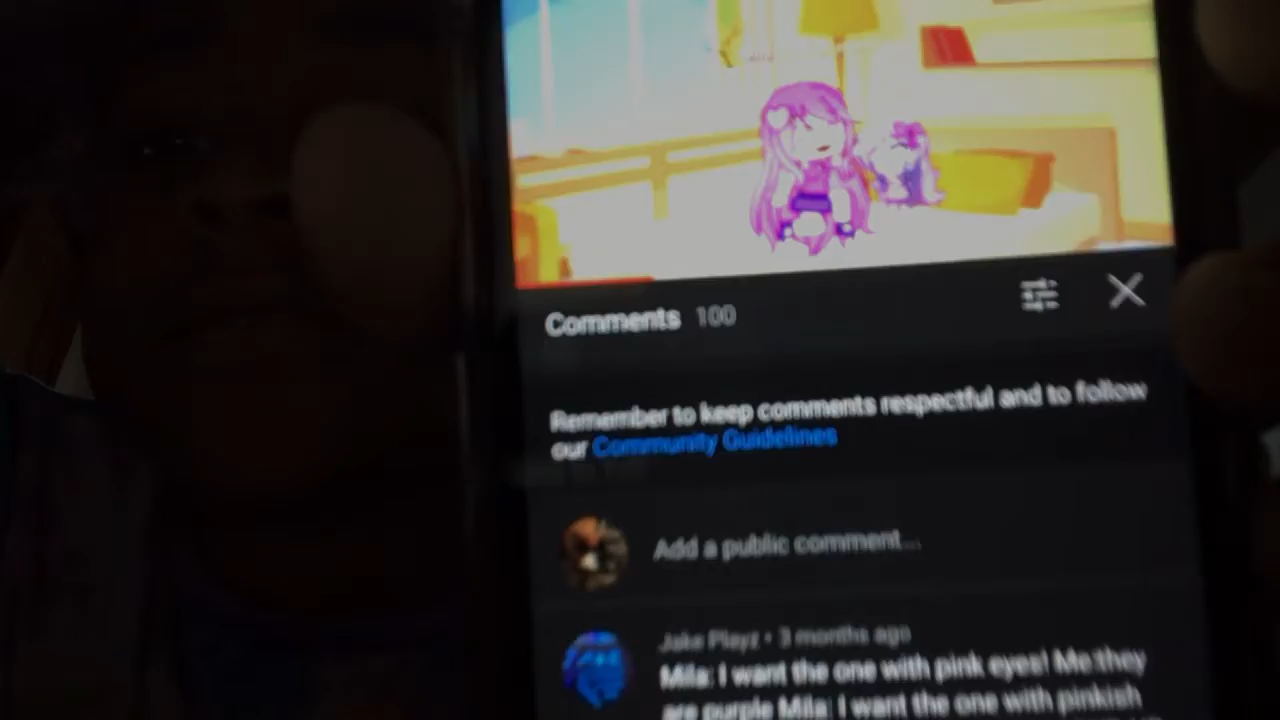 Comments 100
Remember to keep comments respectful and to follow
our Community Guidelines
Add a public comment...
Jake Playz • 3 months ago
Mila: I want the one with pink eyes! Me:they
are purple Mila: I want the one with pinkish